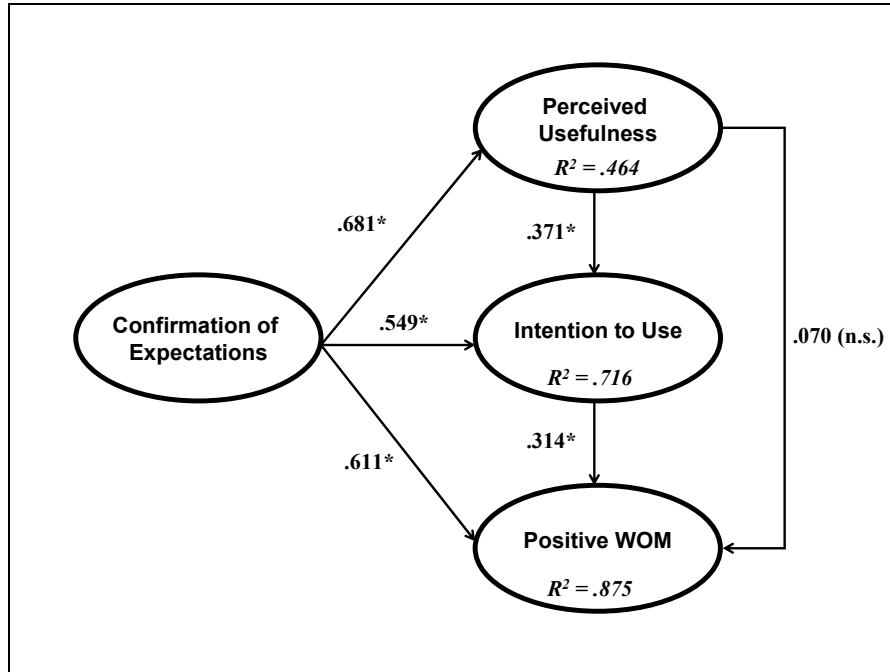 Perceived
Usefulness
R² = .464
.681*
.371*
Confirmation of
Expectations
.549*
Intention to Use
R² = .716
.070 (n.s.)
.611*
.314*
Positive WOM
R² = .875